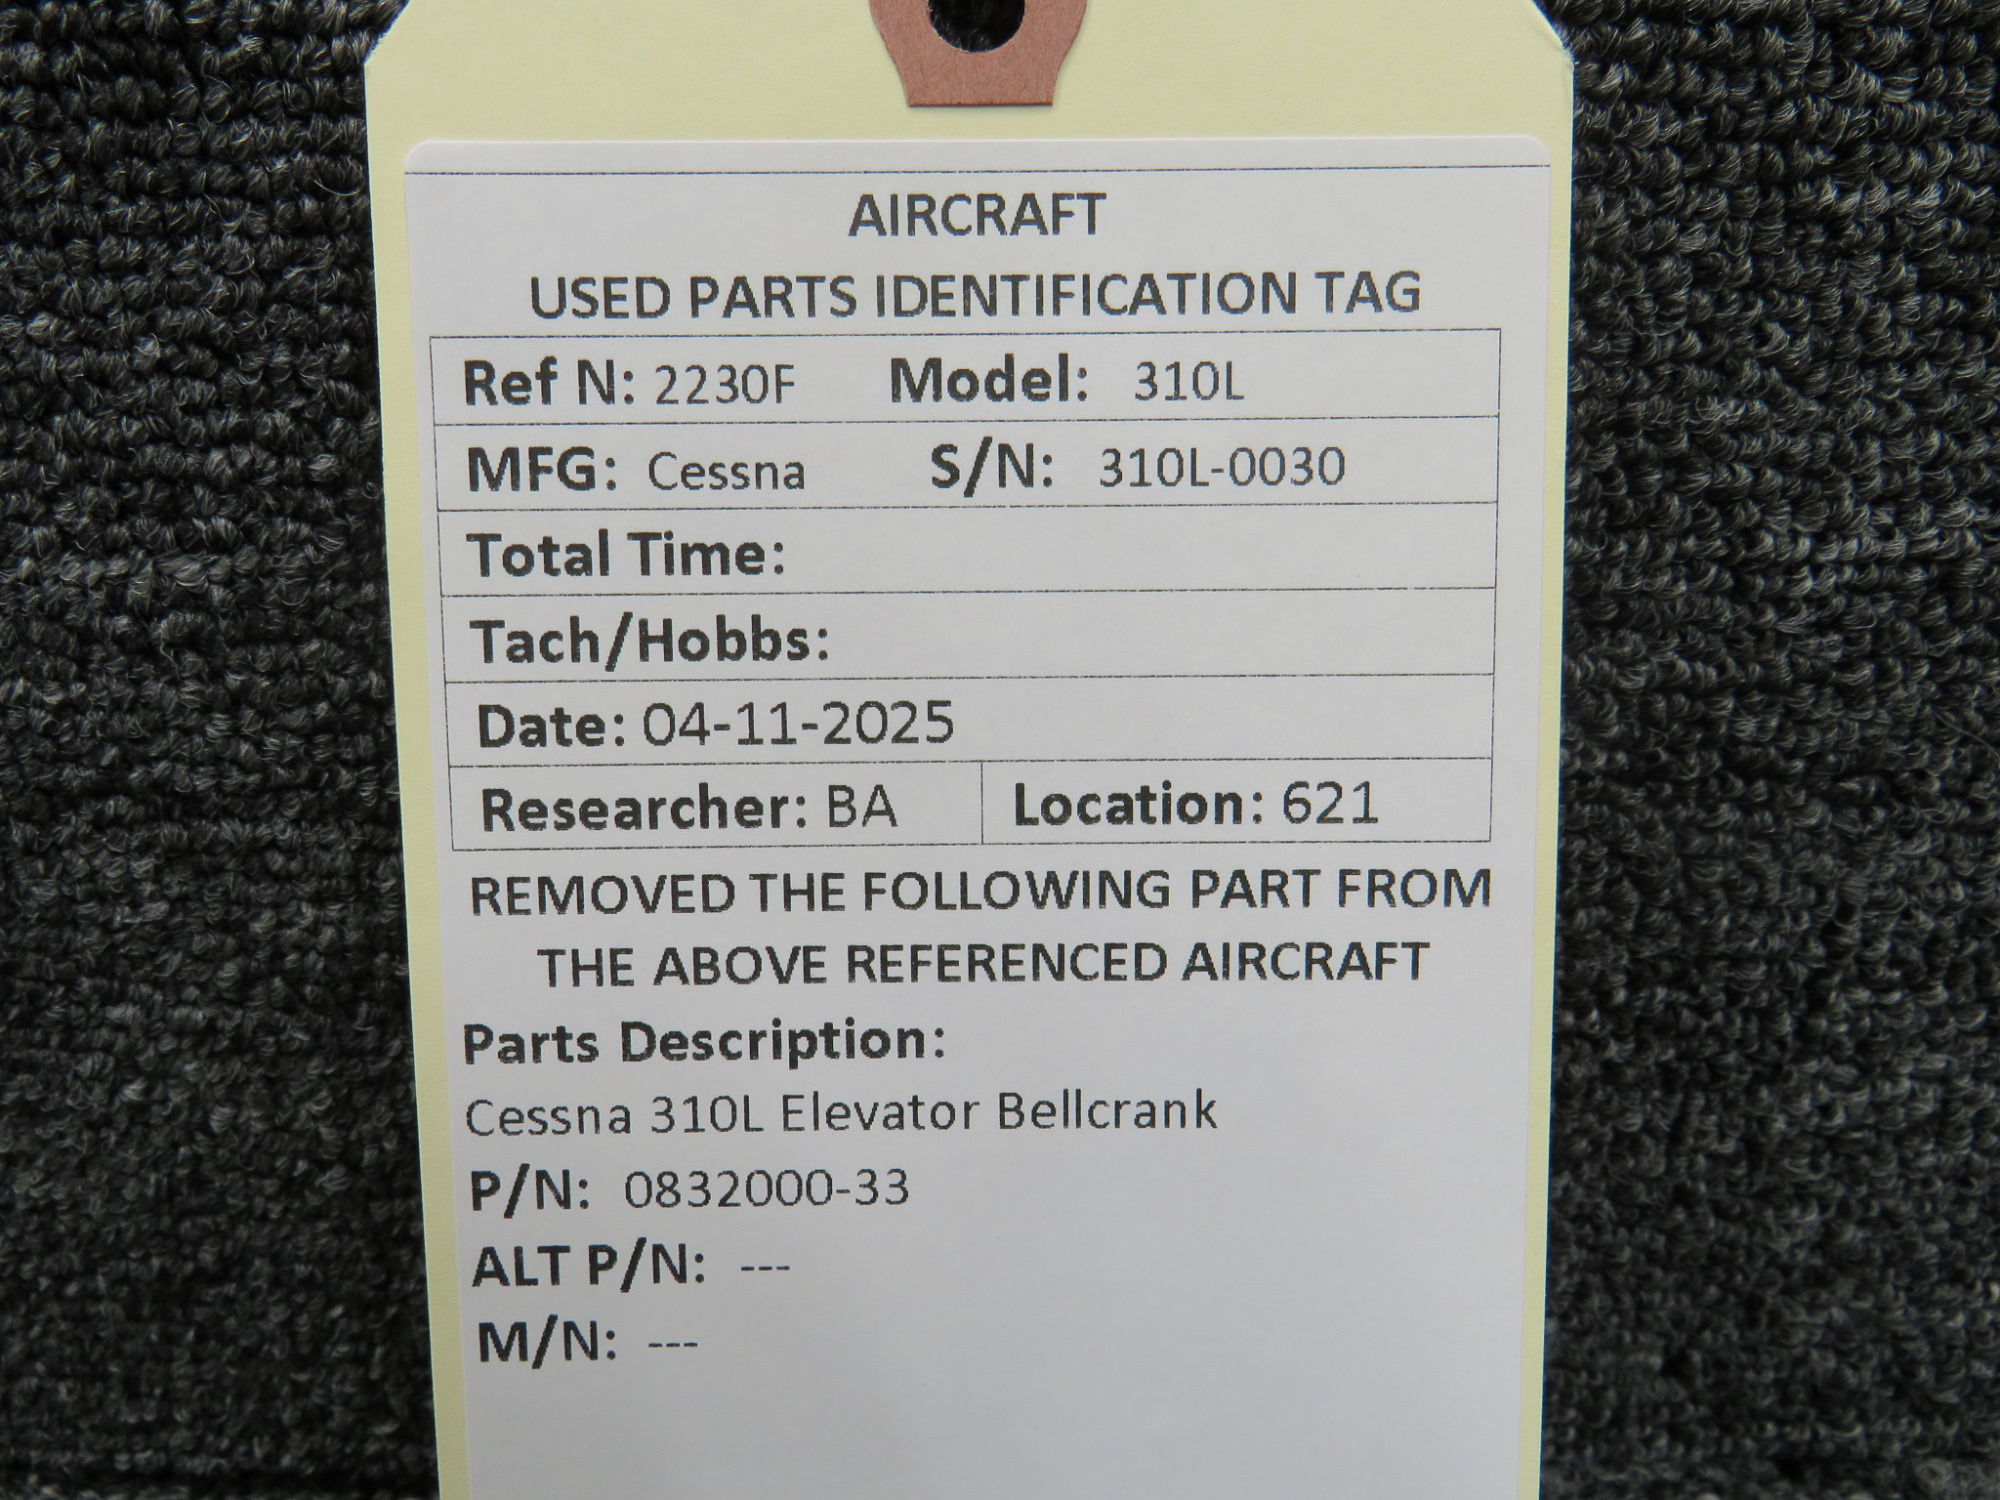 AIRCRAFT
USED PARTS IDENTIFICATION TAG
Ref N: 2230F Model: 310L
MFG: Cessna S/N: 310L-0030
Total Time:
Tach/Hobbs:
Date: 04-11-2025
Researcher: BA Location: 621
REMOVED THE FOLLOWING PART FROM
THE ABOVE REFERENCED AIRCRAFT
Parts Description:
Cessna 310L Elevator Bellcrank
P/N: 0832000-33
ALT P/N: ---
M/N: ---